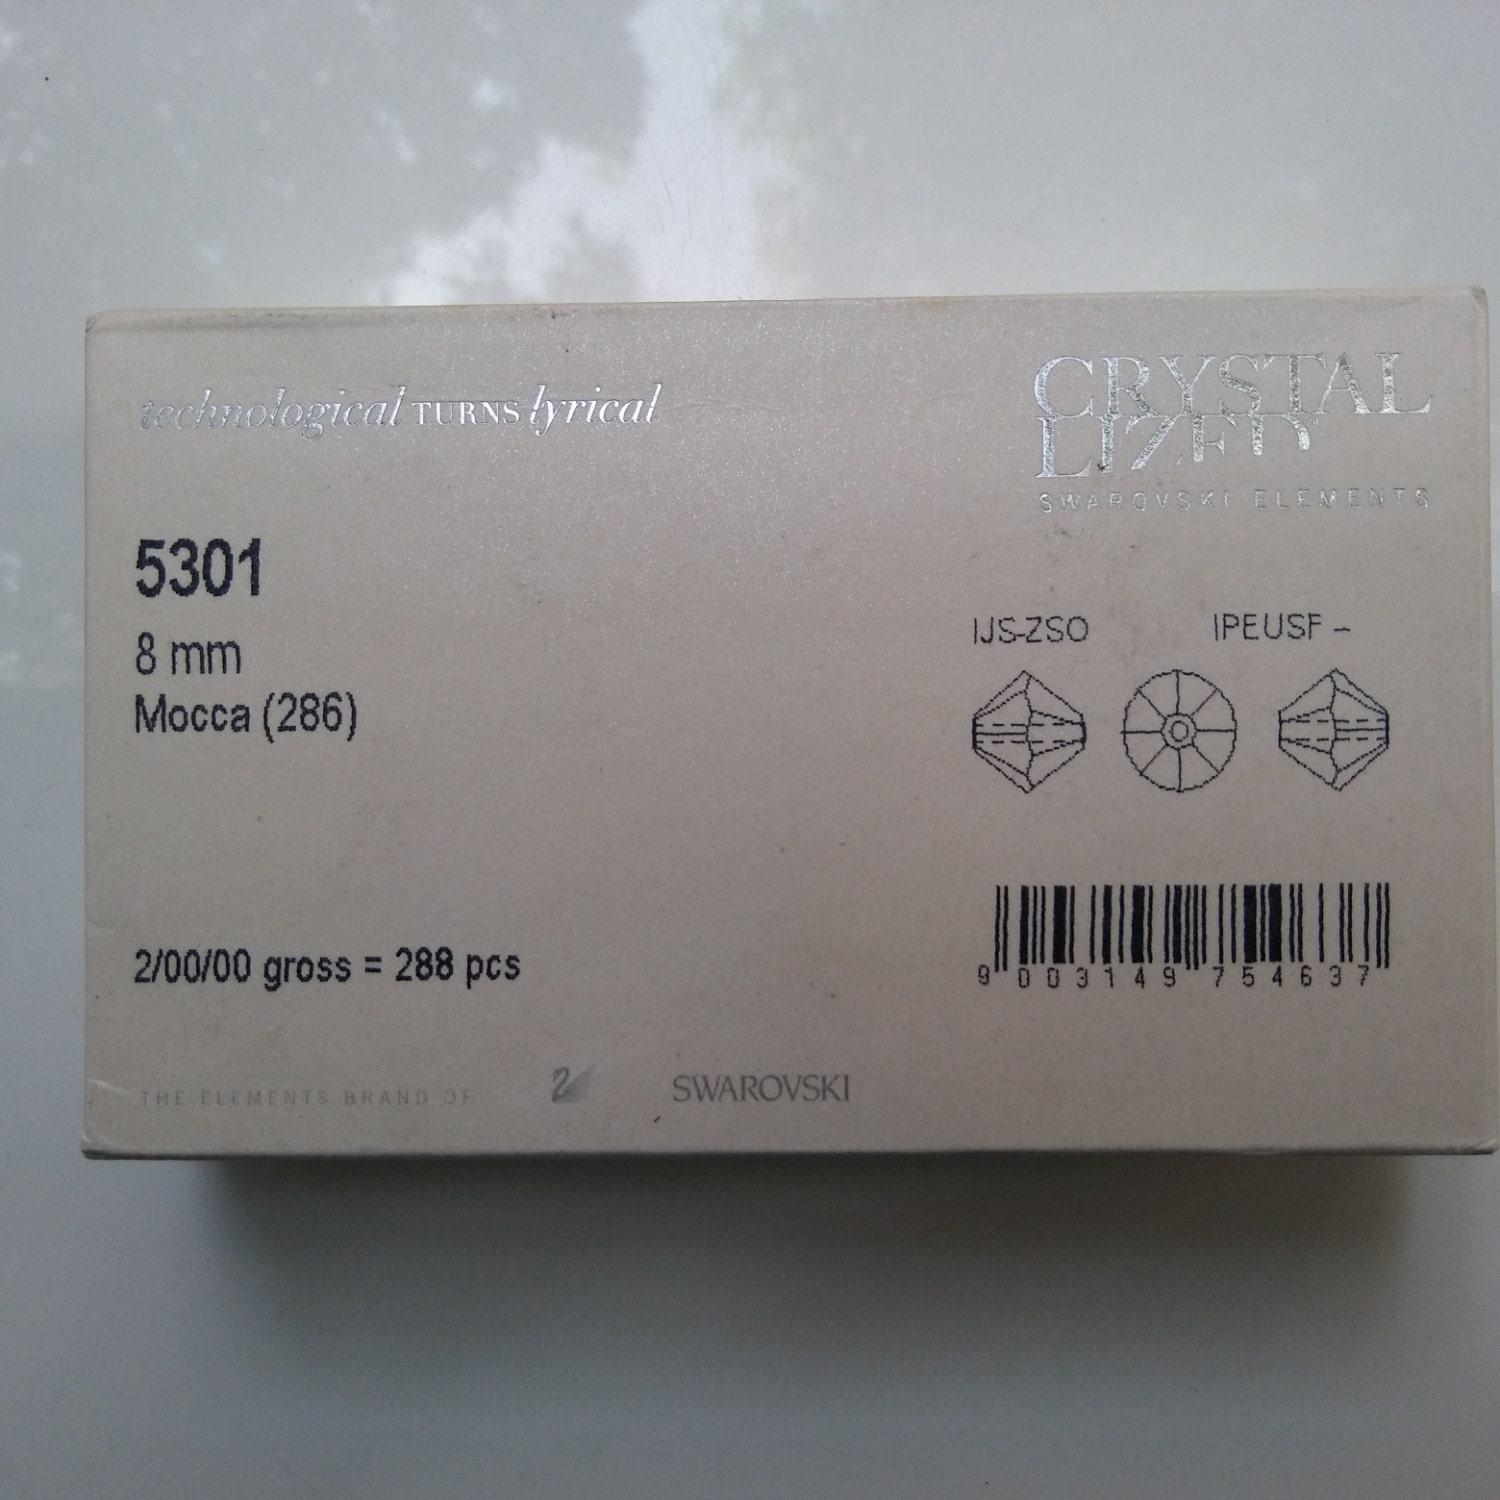 technological TURNS lyrical
CRYSTAL
LIZED
SWAROVSKI ELEMENTS
5301
8 mm
Mocca (286)
IJS-ZSO IPEUSF -
2/00/00 gross = 288 pcs
9 003149 754637
THE ELEMENTS BRAND OF SWAROVSKI